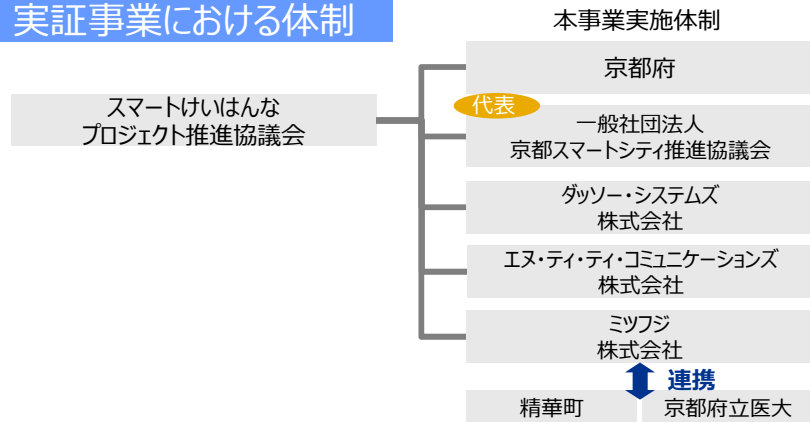 実証事業における体制
本事業実施体制
京都府
スマートけいはんな
プロジェクト推進協議会
代表
一般社団法人
京都スマートシティ推進協議会
ダッソー・システムズ
株式会社
エヌ・ティ・ティ・コミュニケーションズ
株式会社
ミツフジ
株式会社
連携
精華町
京都府立医大